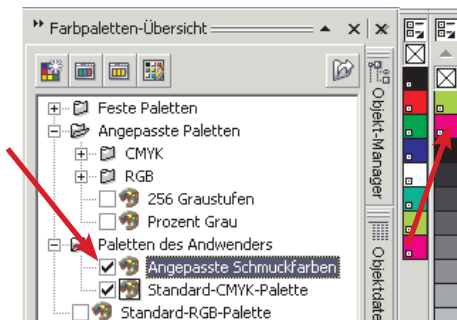 Farbpaletten-Übersicht
Feste Paletten
Angepasste Paletten
CMYK
RGB
256 Graustufen
Prozent Grau
Paletten des Andwenders
Angepasste Schmuckfarben
Standard-CMYK-Palette
Standard-RGB-Palette
Objekt-Manager
Objektdate